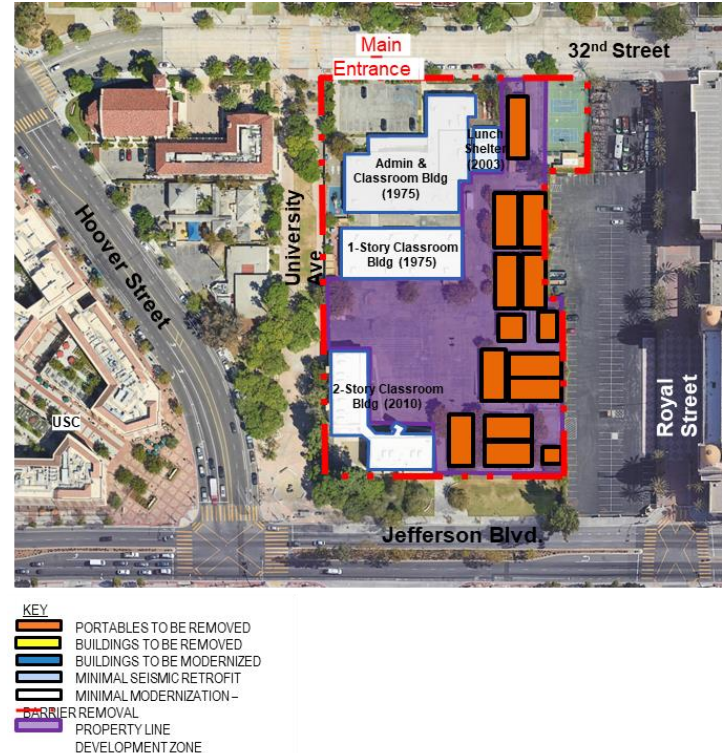 Main
Entrance
32nd Street
Lunch
Shelter
(2003)
Admin &
Classroom Bldg
(1975)
University
Ave
1-Story Classroom
Bldg (1975)
Hoover Street
2-Story Classroom
Bldg (2010)
USC
Royal
Street
Jefferson Blvd.
KEY
PORTABLES TO BE REMOVED
BUILDINGS TO BE REMOVED
BUILDINGS TO BE MODERNIZED
MINIMAL SEISMIC RETROFIT
MINIMAL MODERNIZATION –
BARRIER REMOVAL
PROPERTY LINE
DEVELOPMENT ZONE